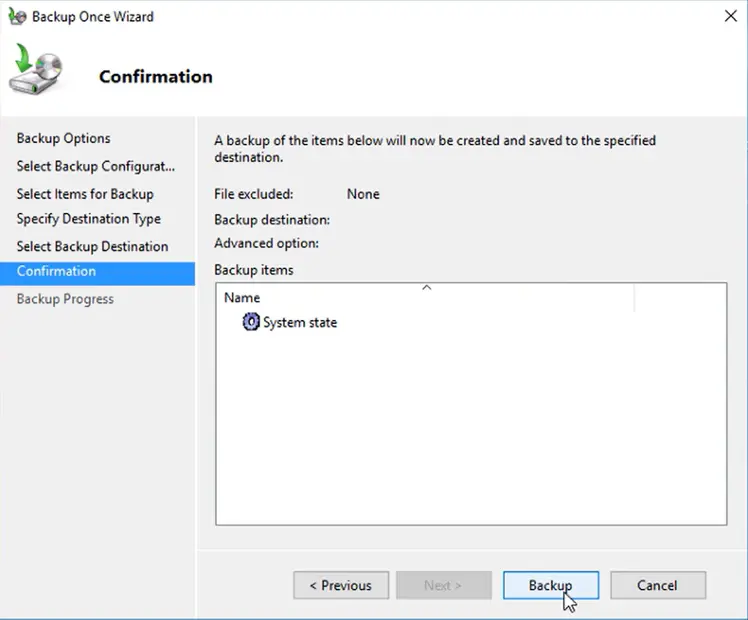 Backup Once Wizard
Confirmation
Backup Options
Select Backup Configurat...
Select Items for Backup
Specify Destination Type
Select Backup Destination
Confirmation
Backup Progress
A backup of the items below will now be created and saved to the specified
destination.
File excluded: None
Backup destination:
Advanced option:
Backup items
Name
System state
< Previous
Next >
Backup
Cancel